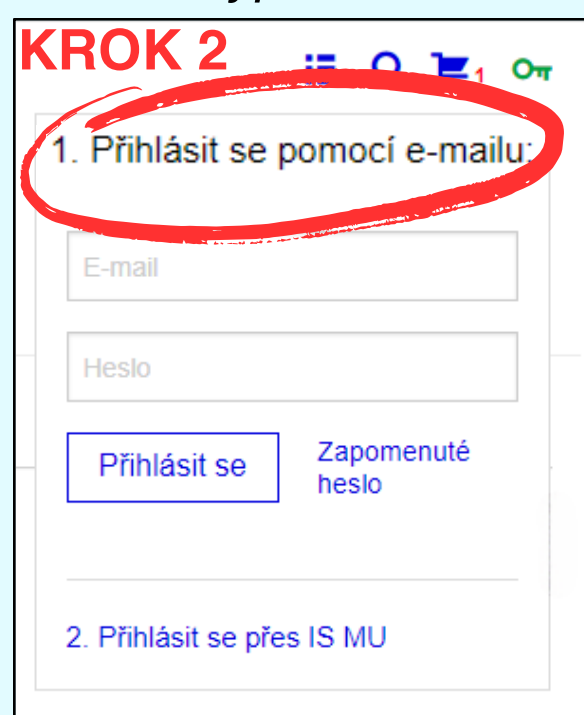 KROK 2
1
1. Přihlásit se pomocí e-mailu:
E-mail
Heslo
Přihlásit se
Zapomenuté
heslo
2. Přihlásit se přes IS MU